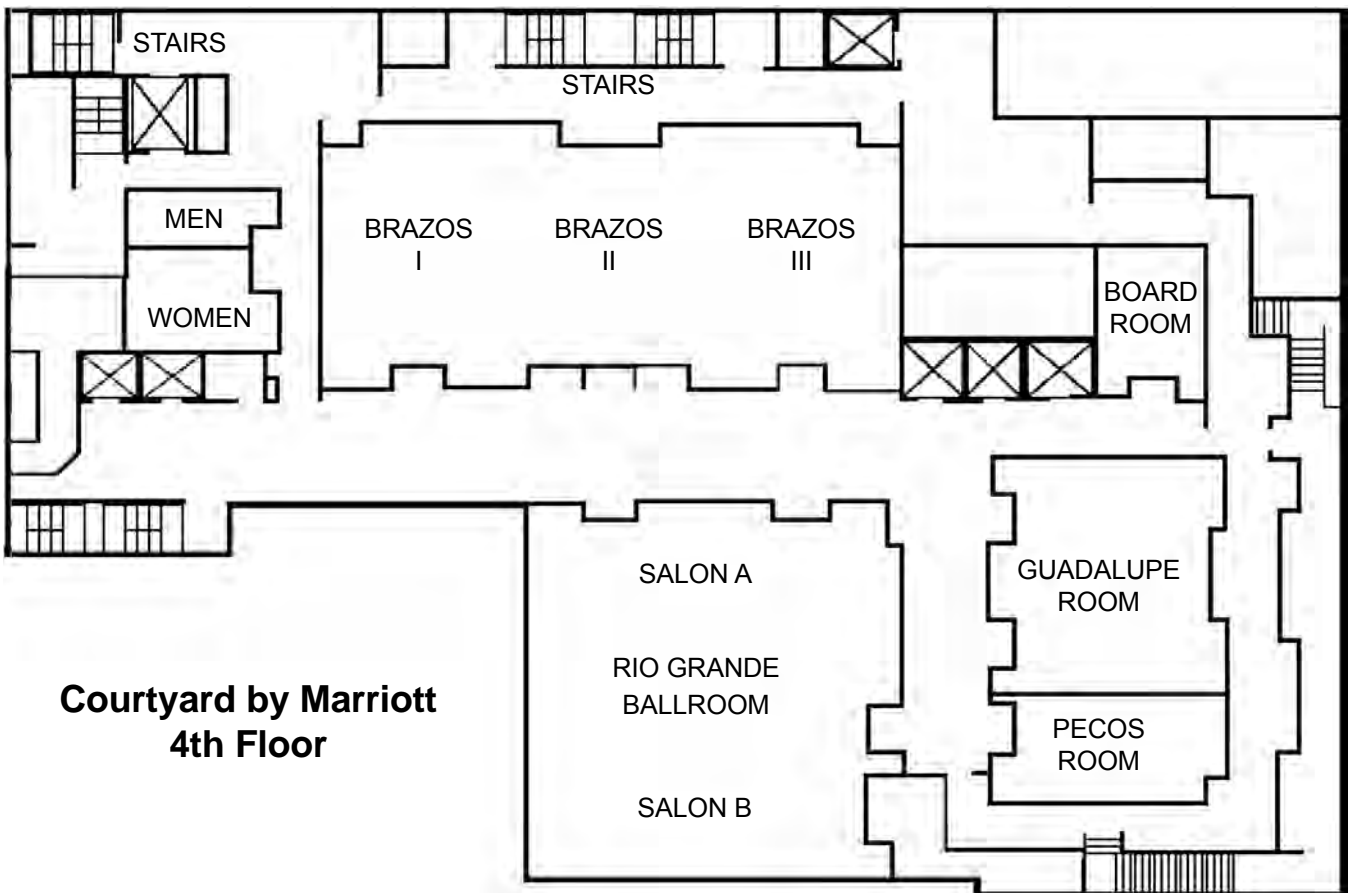 STAIRS
STAIRS
MEN
BRAZOS
I
BRAZOS
II
BRAZOS
III
WOMEN
BOARD
ROOM
SALON A
GUADALUPE
ROOM
RIO GRANDE
BALLROOM
Courtyard by Marriott
4th Floor
PECOS
ROOM
SALON B